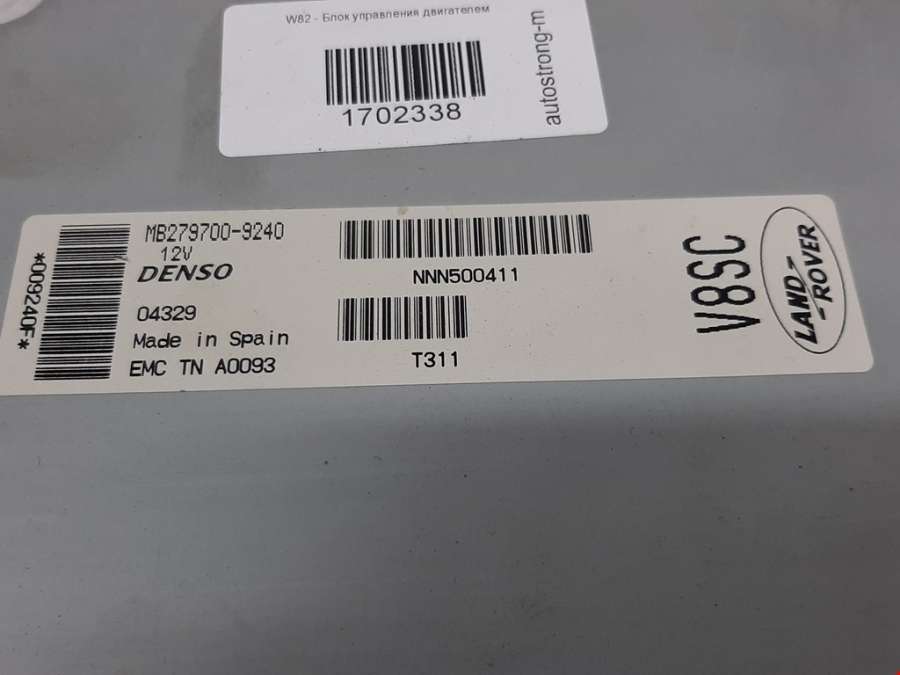 W82 - Блок управления двигателем
1702338
autostrong-m
*009240F*
MB279700-9240
12V
DENSO
04329
Made in Spain
EMC TN A0093
NNN500411
T311
V8SC
LAND-
-ROVER